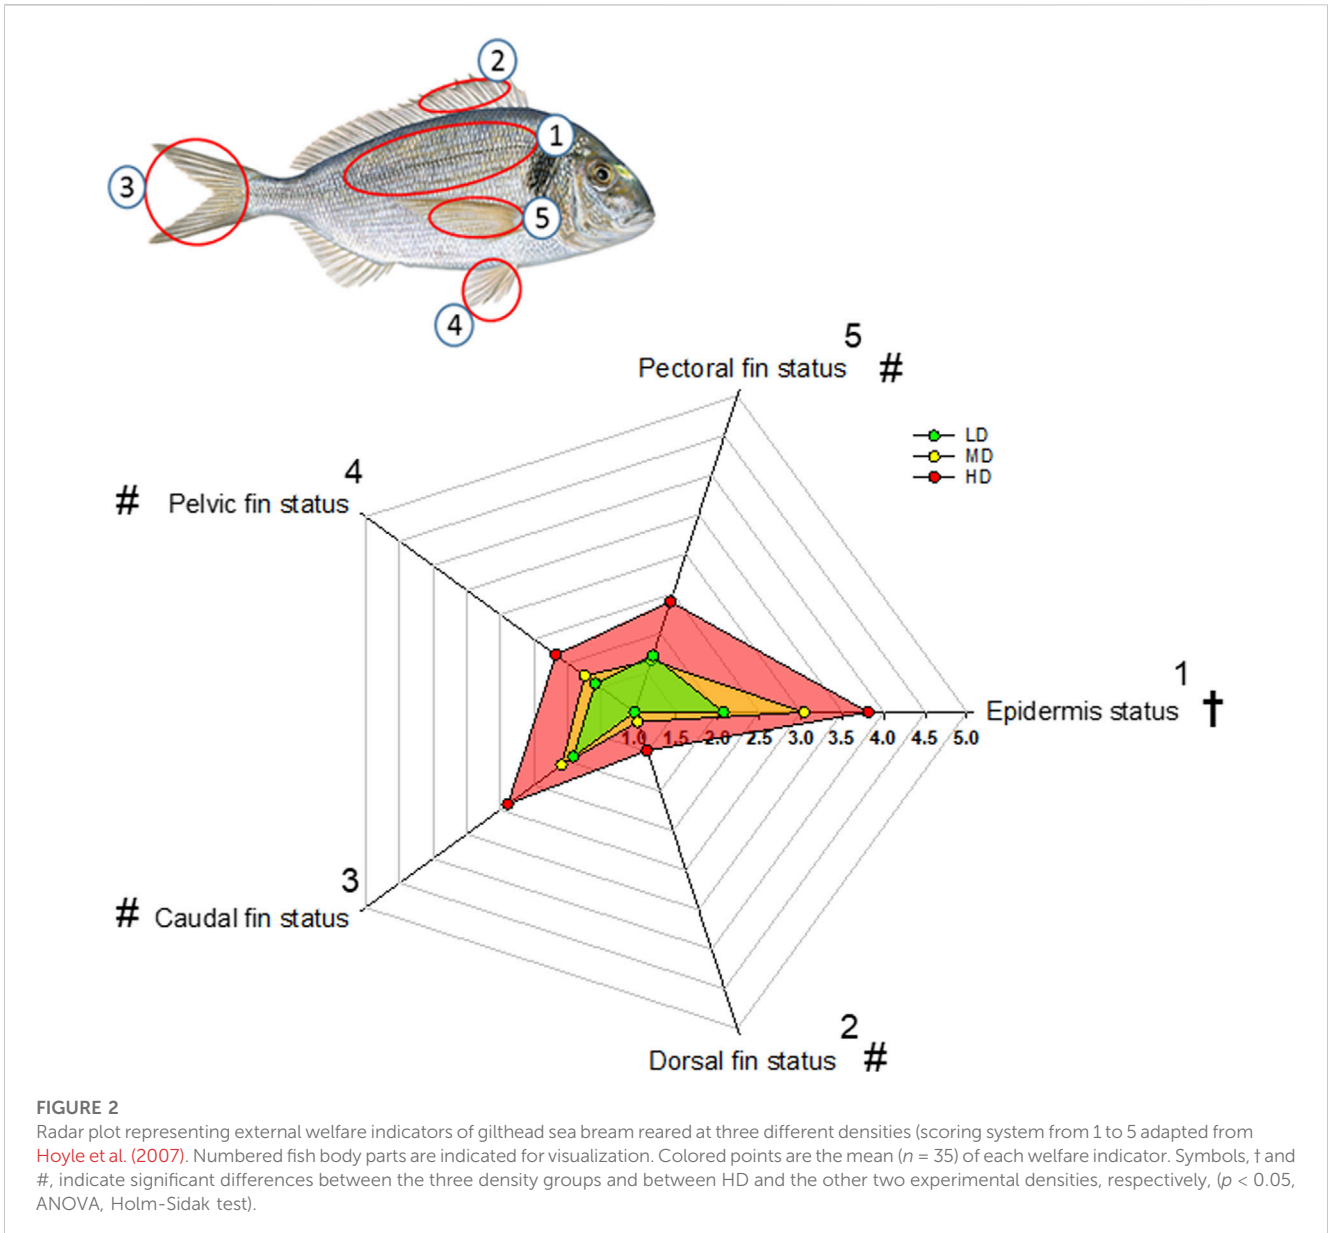 2
1
3
5
4
5
Pectoral fin status #
LD
MD
HD
4
# Pelvic fin status
1
Epidermis status †
1.0 1.5 2.0 2.5 3.0 3.5 4.0 4.5 5.0
3
# Caudal fin status
2
Dorsal fin status #
FIGURE 2
Radar plot representing external welfare indicators of gilthead sea bream reared at three different densities (scoring system from 1 to 5 adapted from
Hoyle et al. (2007). Numbered fish body parts are indicated for visualization. Colored points are the mean (n = 35) of each welfare indicator. Symbols, † and
#, indicate significant differences between the three density groups and between HD and the other two experimental densities, respectively, (p < 0.05,
ANOVA, Holm-Sidak test).